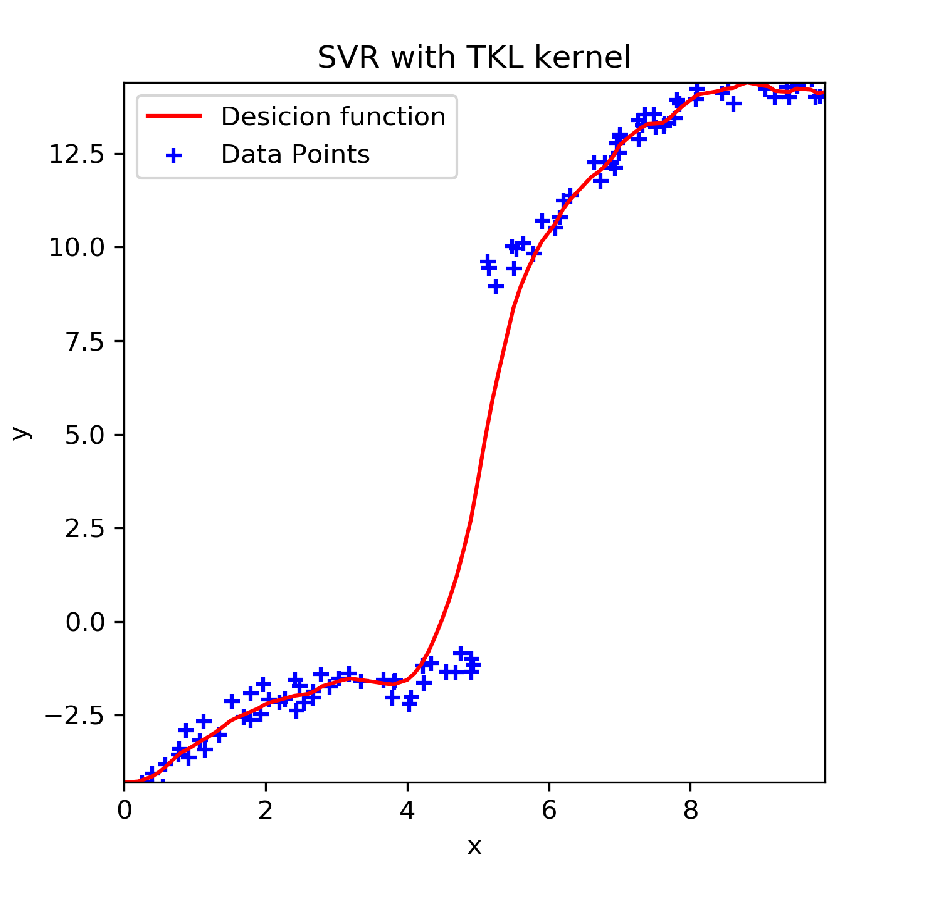 SVR with TKL kernel
Desicion function
Data Points
12.5
10.0
7.5
5.0
2.5
0.0
−2.5
y
0 2 4 6 8
x